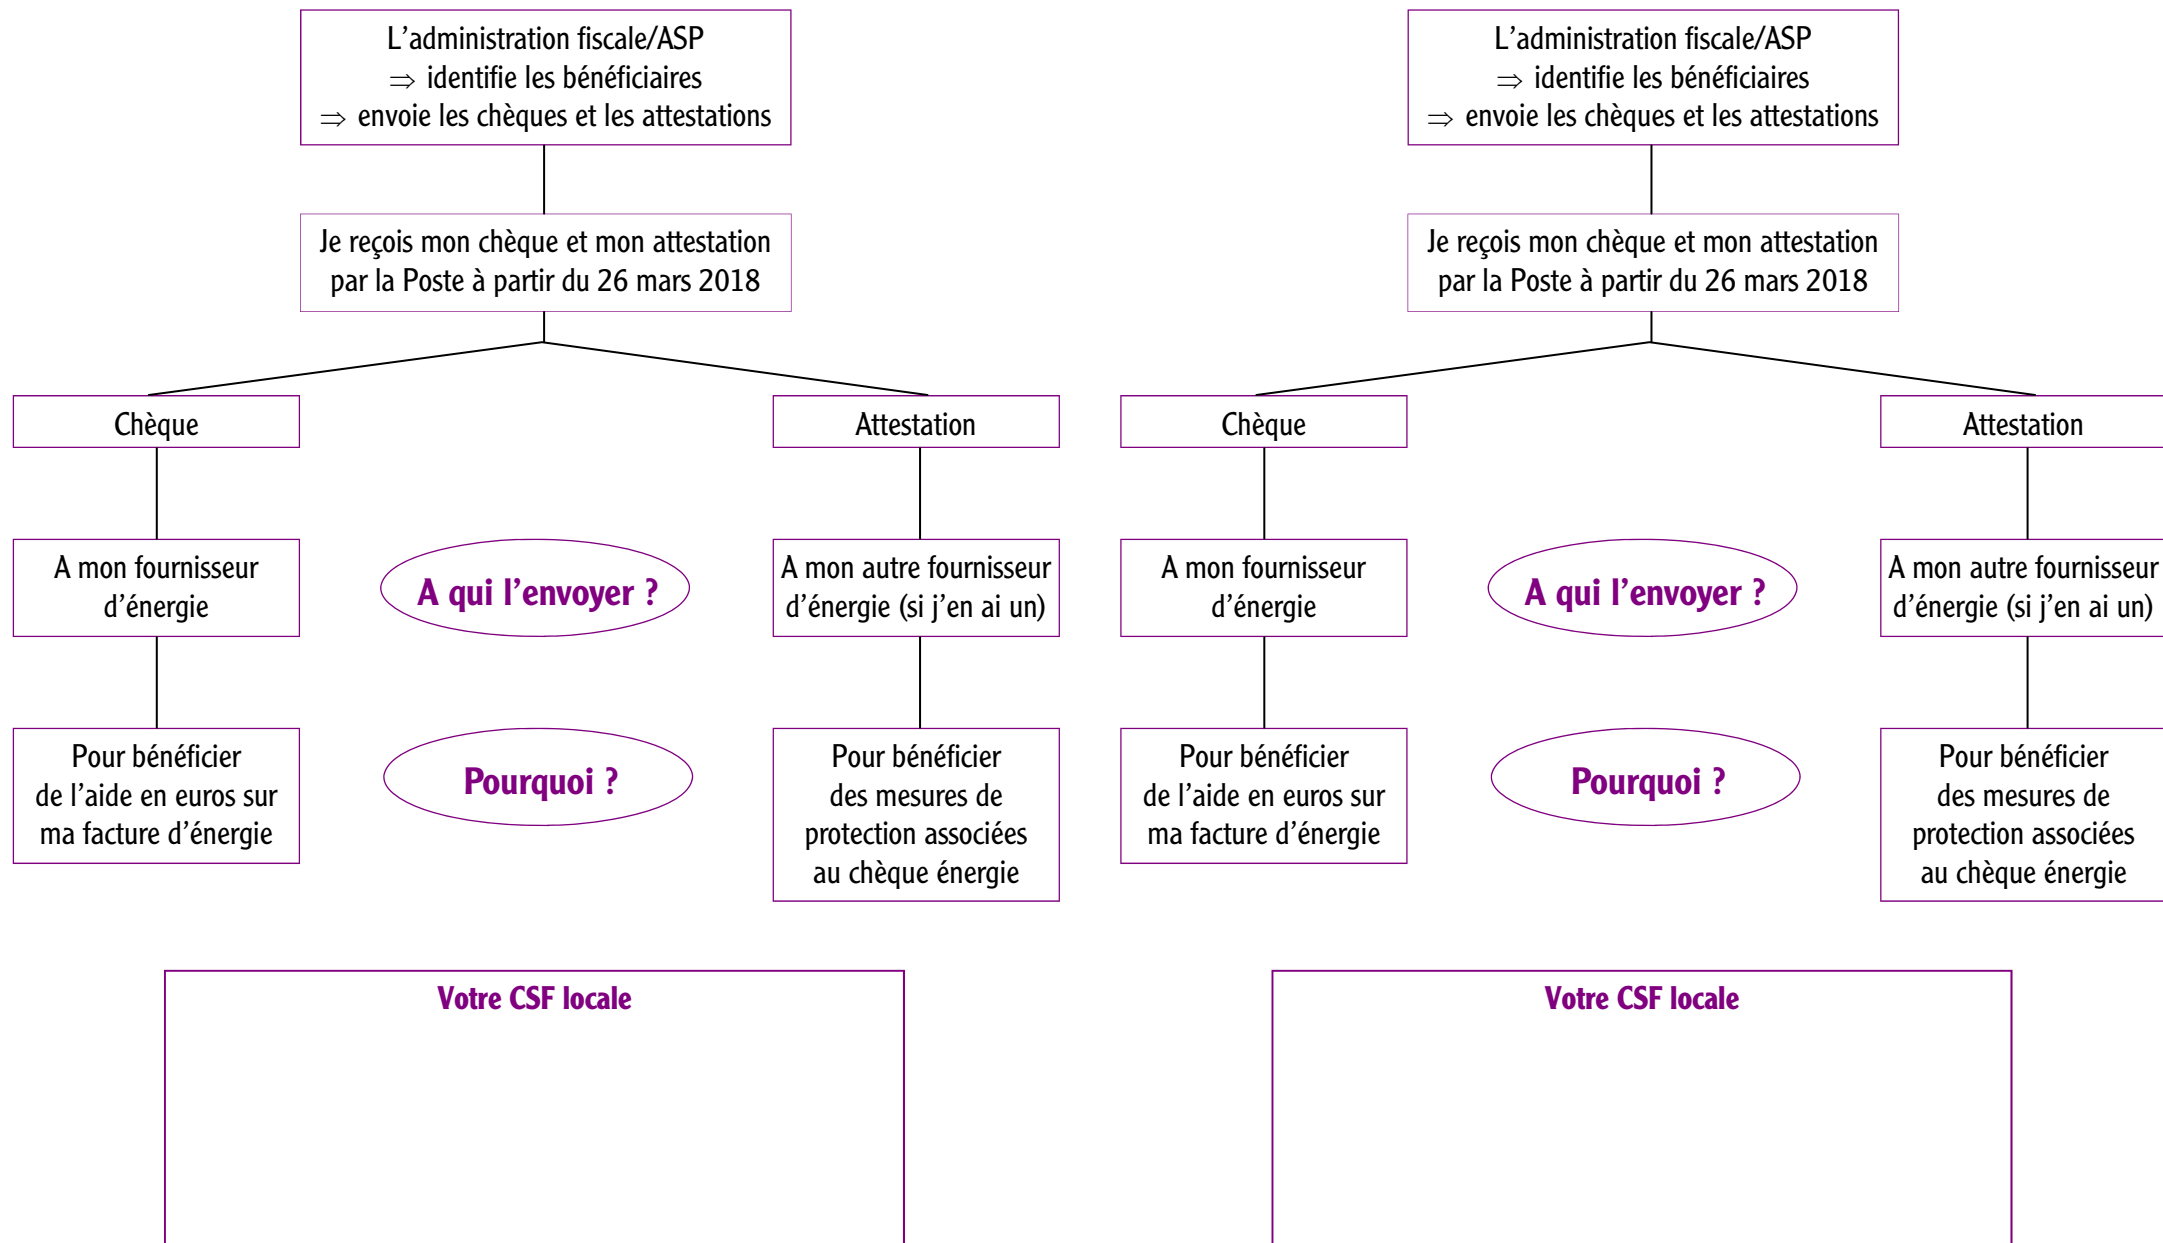 L'administration fiscale/ASP
⇒ identifie les bénéficiaires
⇒ envoie les chèques et les attestations
Je reçois mon chèque et mon attestation
par la Poste à partir du 26 mars 2018
Chèque
Attestation
A mon fournisseur
d'énergie
A qui l'envoyer ?
A mon autre fournisseur
d'énergie (si j'en ai un)
Pour bénéficier
de l'aide en euros sur
ma facture d'énergie
Pourquoi ?
Pour bénéficier
des mesures de
protection associées
au chèque énergie
Votre CSF locale
L'administration fiscale/ASP
⇒ identifie les bénéficiaires
⇒ envoie les chèques et les attestations
Je reçois mon chèque et mon attestation
par la Poste à partir du 26 mars 2018
Chèque
Attestation
A mon fournisseur
d'énergie
A qui l'envoyer ?
A mon autre fournisseur
d'énergie (si j'en ai un)
Pour bénéficier
de l'aide en euros sur
ma facture d'énergie
Pourquoi ?
Pour bénéficier
des mesures de
protection associées
au chèque énergie
Votre CSF locale